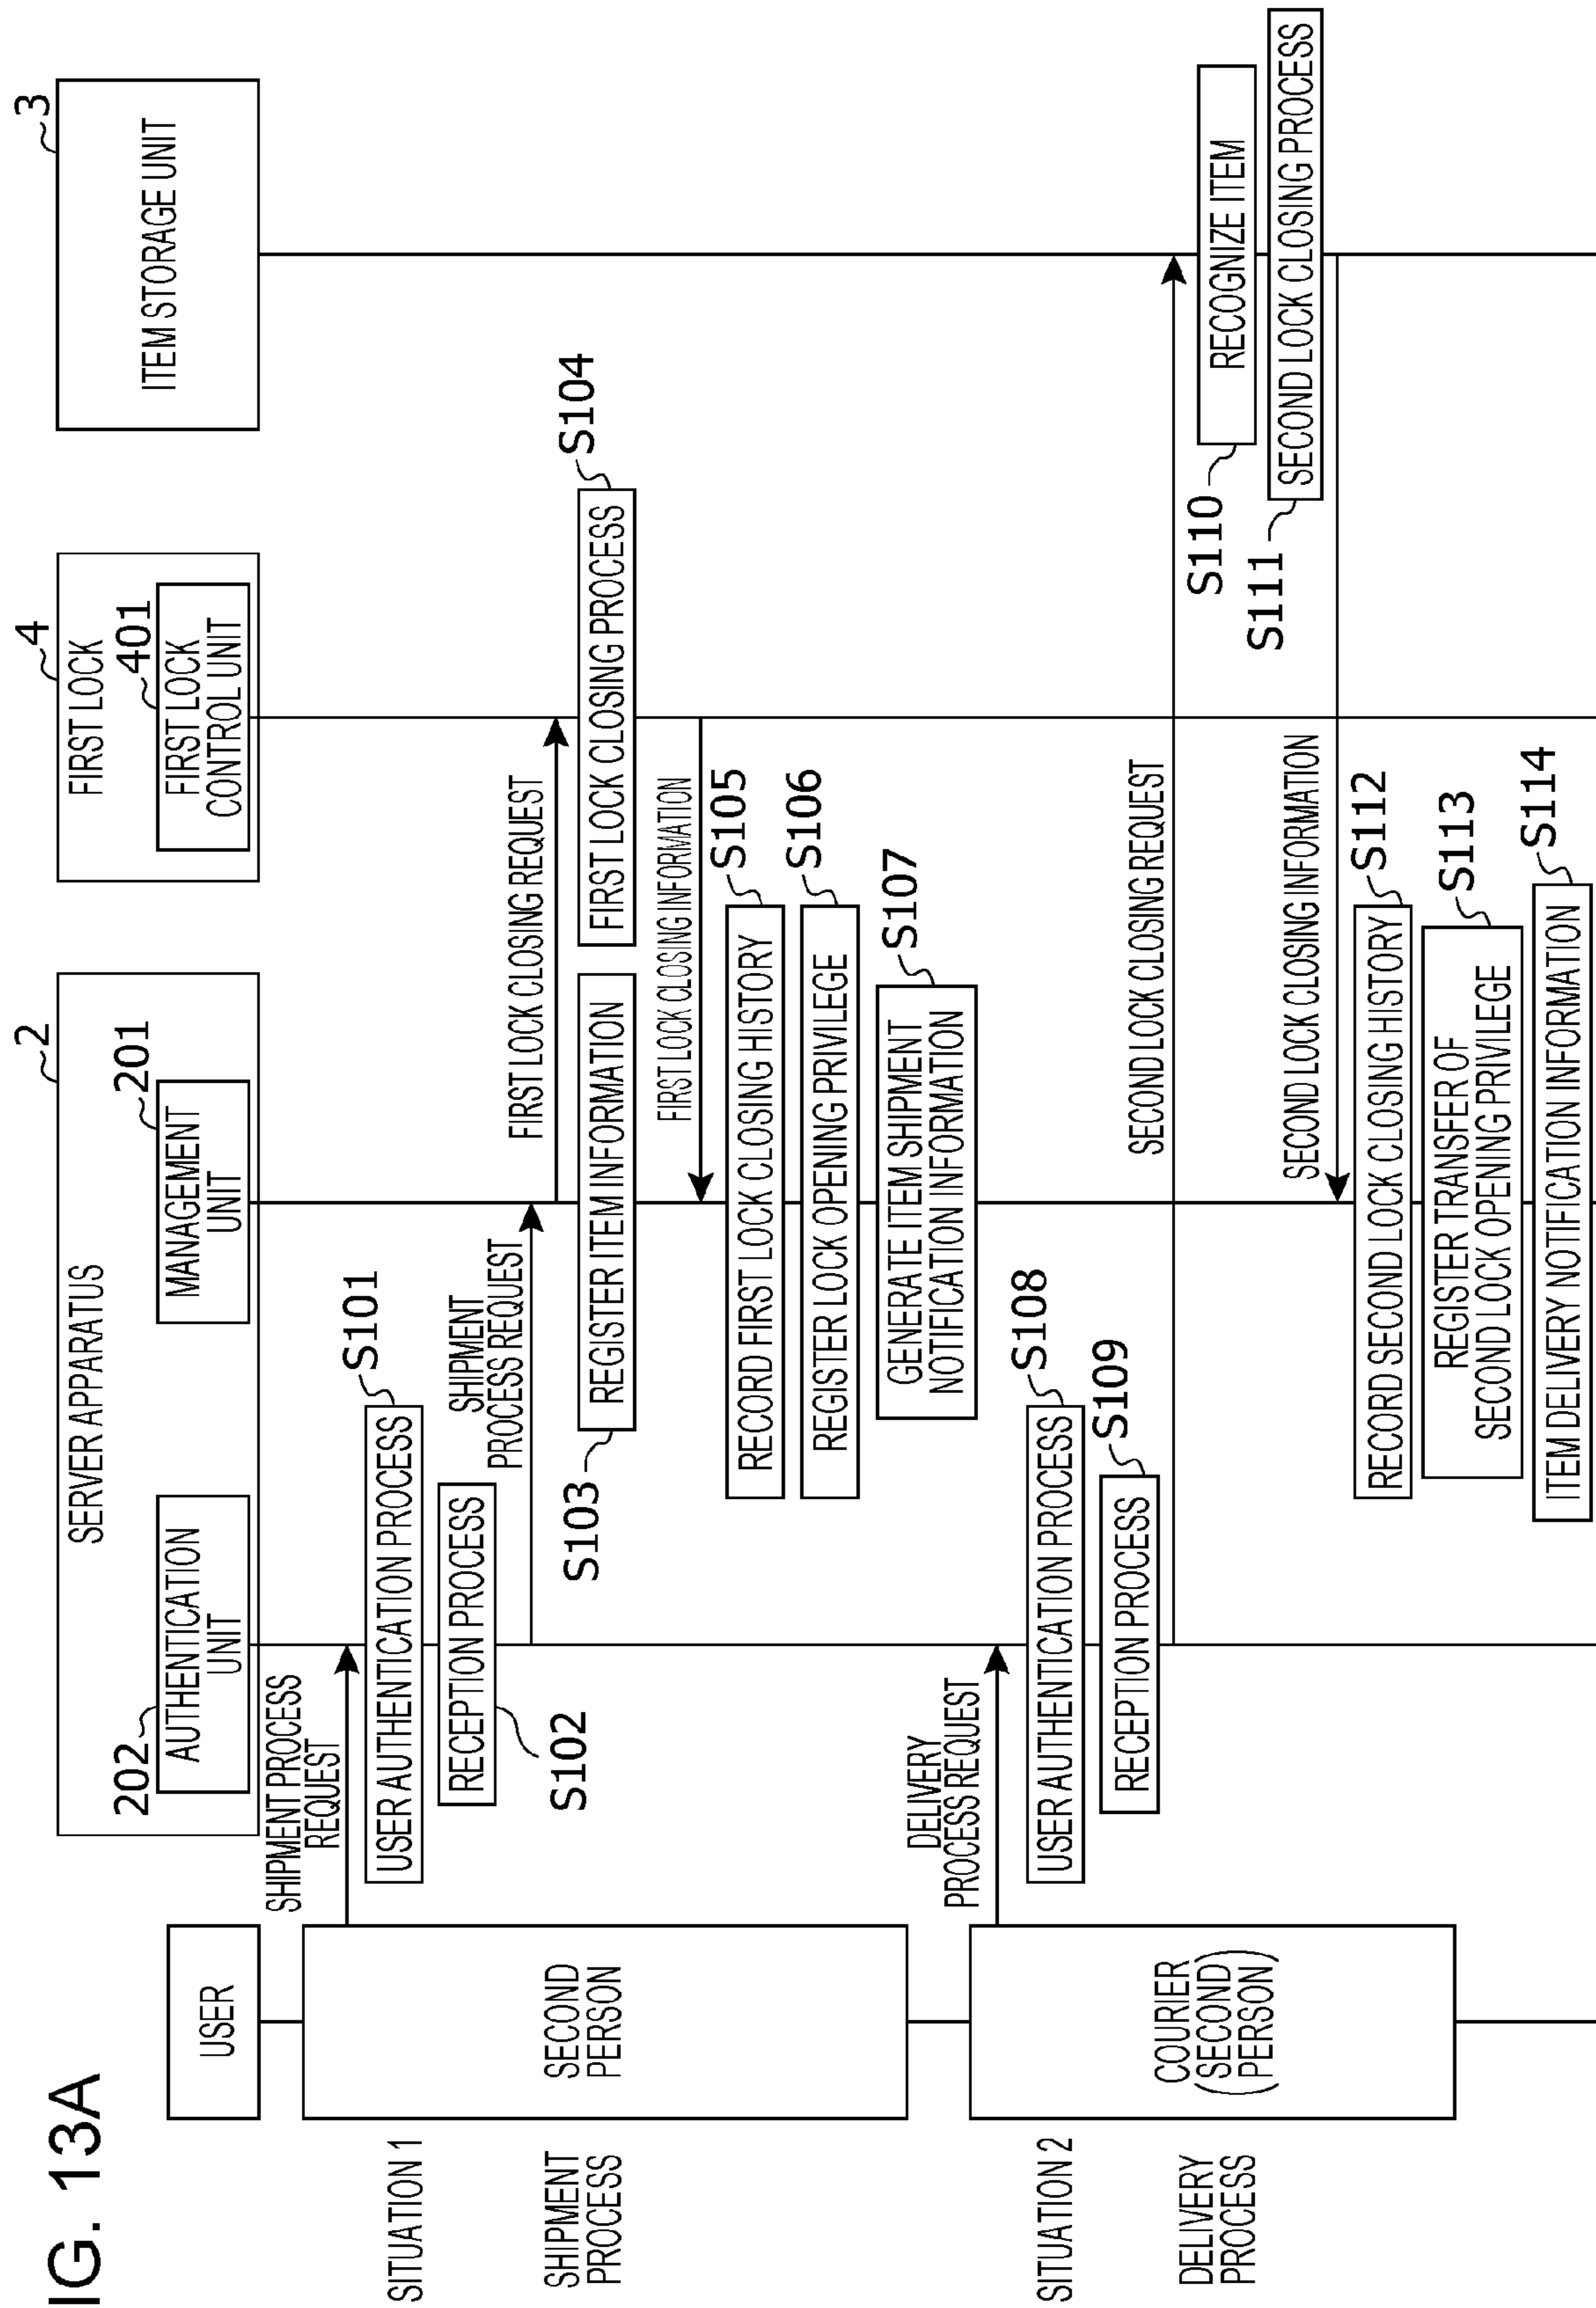 IG. 13A
USER
SERVER APPARATUS
2
202
AUTHENTICATION
UNIT
201
MANAGEMENT
UNIT
4
FIRST LOCK
401
FIRST LOCK
CONTROL UNIT
3
ITEM STORAGE UNIT
SITUATION 1
SHIPMENT
PROCESS
SECOND
PERSON
SHIPMENT PROCESS
REQUEST
USER AUTHENTICATION PROCESS
S101
RECEPTION PROCESS
S102
SHIPMENT
PROCESS REQUEST
FIRST LOCK CLOSING REQUEST
S103
REGISTER ITEM INFORMATION
FIRST LOCK CLOSING PROCESS
S104
FIRST LOCK CLOSING INFORMATION
RECORD FIRST LOCK CLOSING HISTORY
S105
REGISTER LOCK OPENING PRIVILEGE
S106
GENERATE ITEM SHIPMENT
NOTIFICATION INFORMATION
S107
SITUATION 2
DELIVERY
PROCESS
COURIER
(SECOND
PERSON)
DELIVERY
PROCESS REQUEST
USER AUTHENTICATION PROCESS
S108
RECEPTION PROCESS
S109
SECOND LOCK CLOSING REQUEST
S110
RECOGNIZE ITEM
S111
SECOND LOCK CLOSING PROCESS
SECOND LOCK CLOSING INFORMATION
RECORD SECOND LOCK CLOSING HISTORY
S112
REGISTER TRANSFER OF
SECOND LOCK OPENING PRIVILEGE
S113
ITEM DELIVERY NOTIFICATION INFORMATION
S114